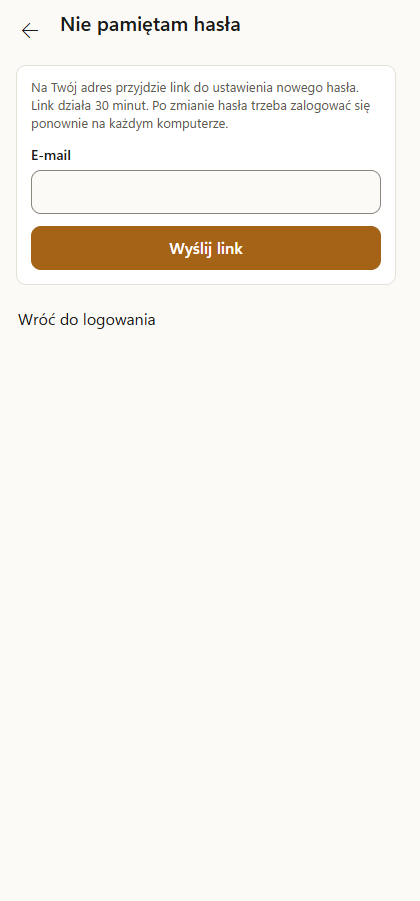 Nie pamiętam hasła
Na Twój adres przyjdzie link do ustawienia nowego hasła.
Link działa 30 minut. Po zmianie hasła trzeba zalogować się
ponownie na każdym komputerze.
E-mail
Wyślij link
Wróć do logowania